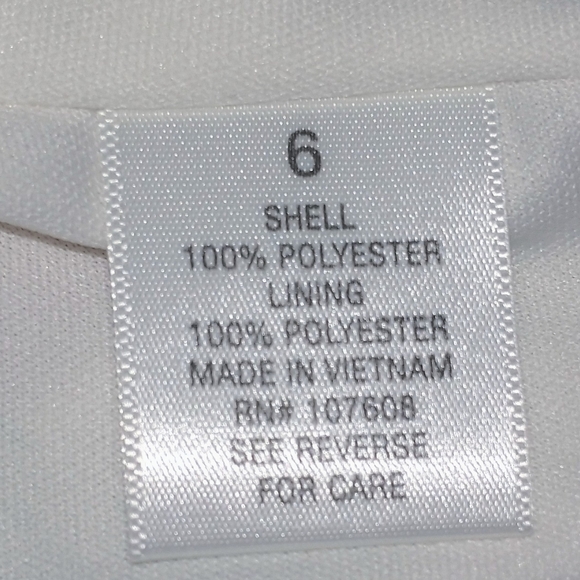 6
SHELL
100% POLYESTER
LINING
100% POLYESTER
MADE IN VIETNAM
RN# 107608
SEE REVERSE
FOR CARE